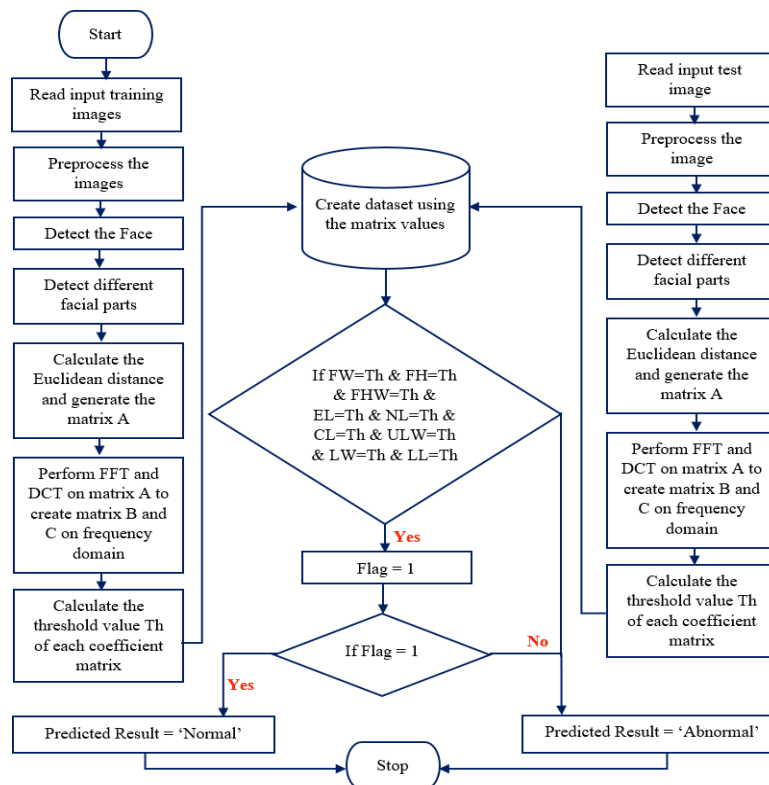 Start
Read input training
images
Preprocess the
images
Detect the Face
Detect different
facial parts
Calculate the
Euclidean distance
and generate the
matrix A
Perform FFT and
DCT on matrix A to
create matrix B and
C on frequency
domain
Calculate the
threshold value Th
of each coefficient
matrix
Create dataset using
the matrix values
If FW=Th & FH=Th
& FHW=Th &
EL=Th & NL=Th &
CL=Th & ULW=Th
& LW=Th & LL=Th
Yes
Flag = 1
If Flag = 1
Yes
No
Predicted Result = ‘Normal’
Stop
Predicted Result = ‘Abnormal’
Read input test
image
Preprocess the
image
Detect the Face
Detect different
facial parts
Calculate the
Euclidean distance
and generate the
matrix A
Perform FFT and
DCT on matrix A to
create matrix B and
C on frequency
domain
Calculate the
threshold value Th
of each coefficient
matrix